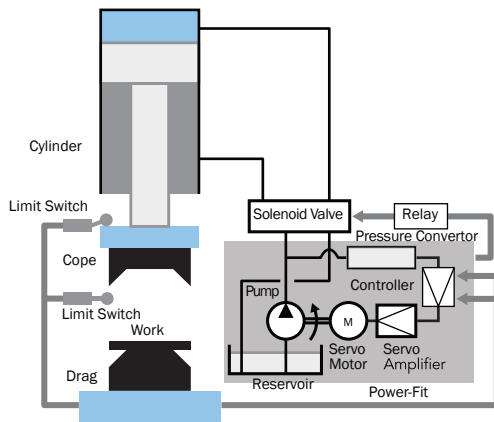 Cylinder
Limit Switch
Cope
Limit Switch
Work
Drag
Solenoid Valve
Relay
Pressure Convertor
Controller
Pump
M
Servo
Motor
Servo
Amplifier
Reservoir
Power-Fit